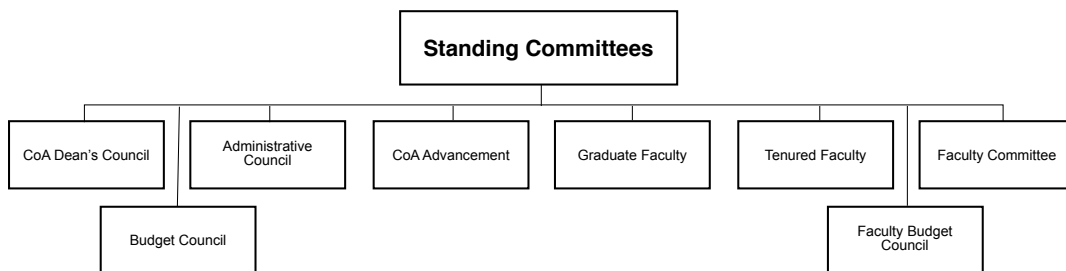 Standing Committees
CoA Dean's Council
Administrative
Council
CoA Advancement
Graduate Faculty
Tenured Faculty
Faculty Committee
Budget Council
Faculty Budget
Council